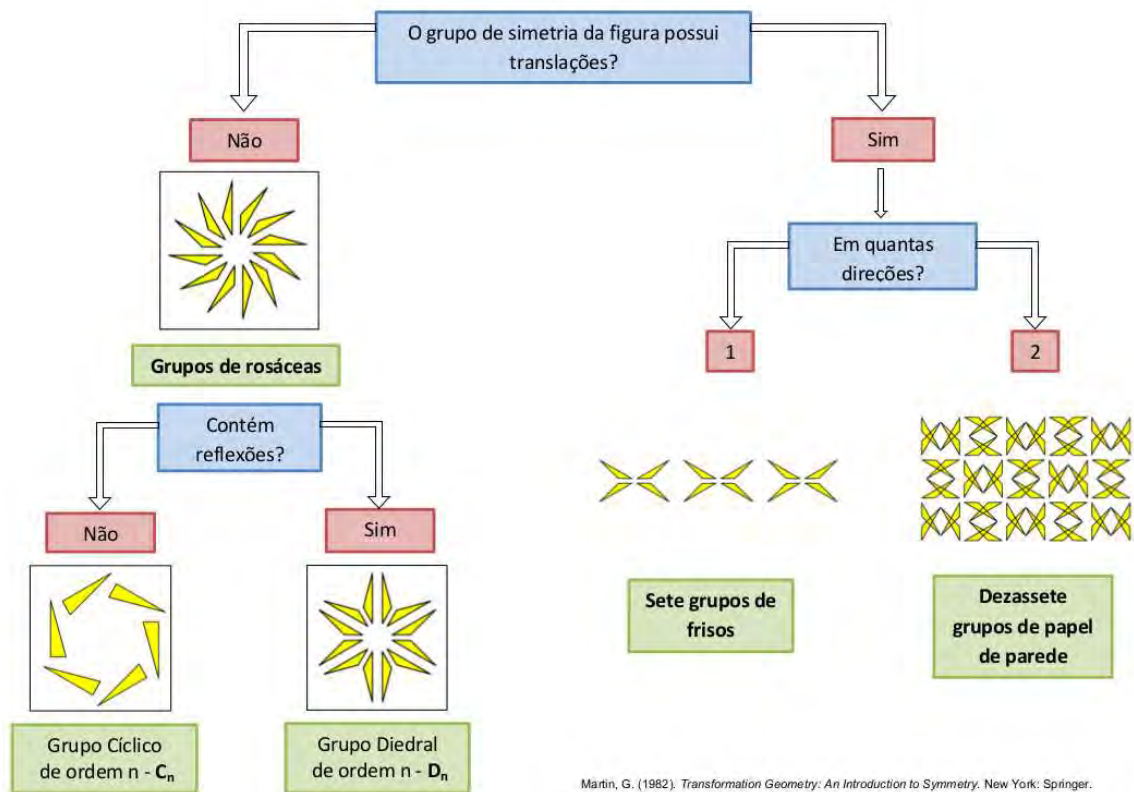 O grupo de simetria da figura possui
translações?
Não
Sim
Em quantas
direções?
1
2
Grupos de rosáceas
Contém
reflexões?
Não
Sim
Sete grupos de
frisos
Dezassete
grupos de papel
de parede
Grupo Cíclico
de ordem n - Cₙ
Grupo Diedral
de ordem n - Dₙ
Martin, G. (1982). Transformation Geometry: An Introduction to Symmetry. New York: Springer.